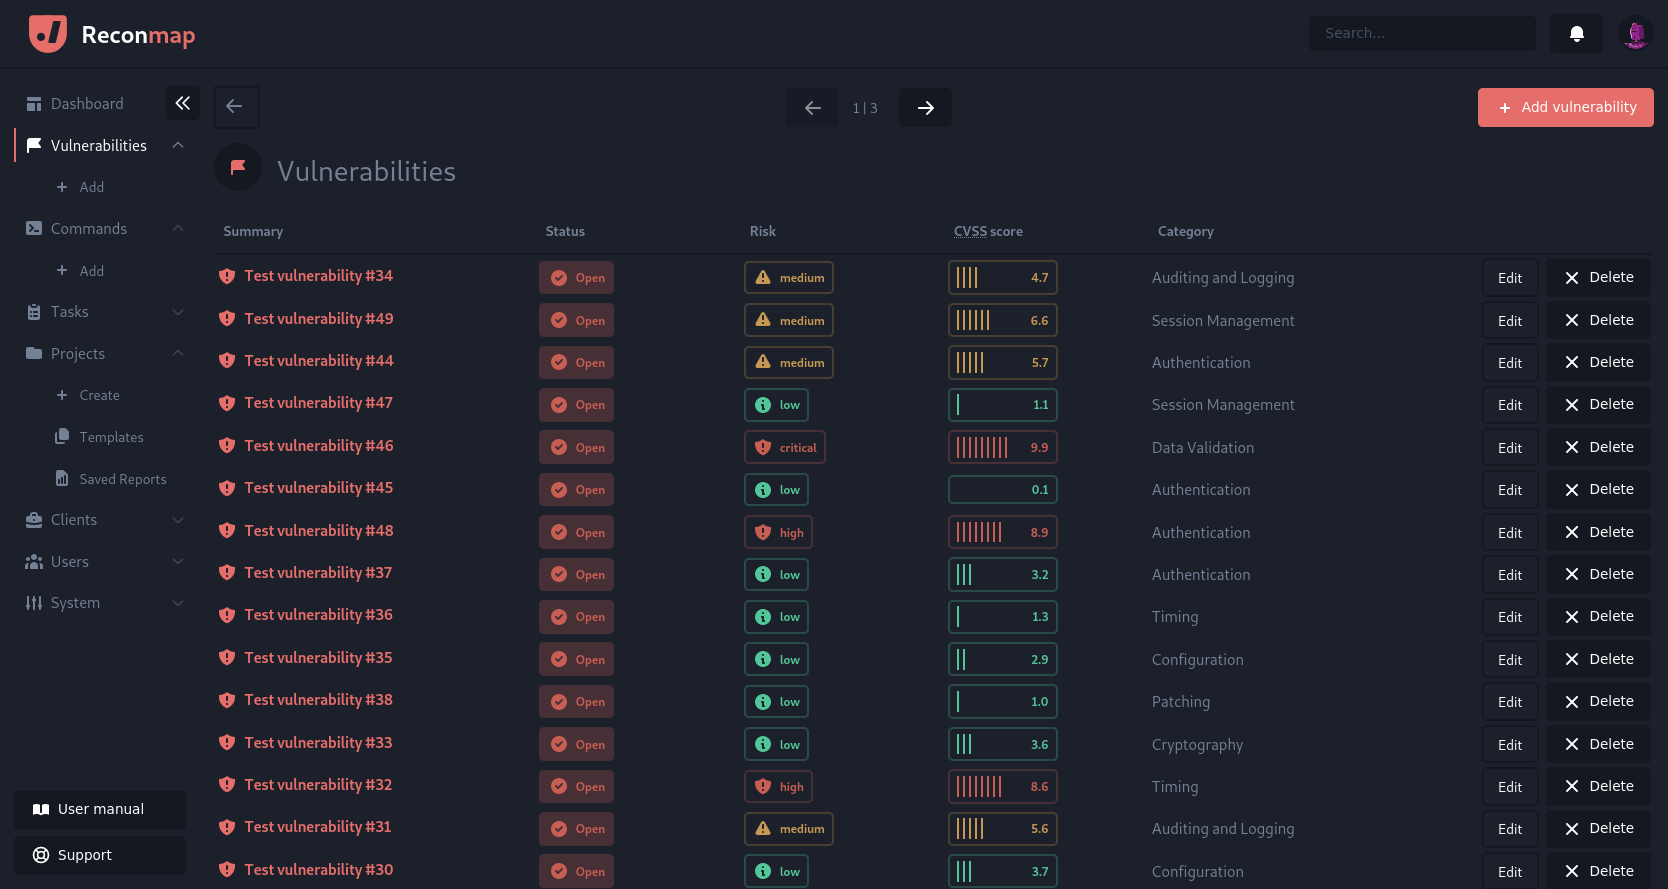 Reconmap
Search...
Dashboard
1 | 3
Add vulnerability
Vulnerabilities
Add
Commands
Add
Tasks
Projects
Create
Templates
Saved Reports
Clients
Users
System
User manual
Support
Vulnerabilities
Summary Status Risk CVSS score Category
Test vulnerability #34 Open medium 4.7 Auditing and Logging Edit Delete
Test vulnerability #49 Open medium 6.6 Session Management Edit Delete
Test vulnerability #44 Open medium 5.7 Authentication Edit Delete
Test vulnerability #47 Open low 1.1 Session Management Edit Delete
Test vulnerability #46 Open critical 9.9 Data Validation Edit Delete
Test vulnerability #45 Open low 0.1 Authentication Edit Delete
Test vulnerability #48 Open high 8.9 Authentication Edit Delete
Test vulnerability #37 Open low 3.2 Authentication Edit Delete
Test vulnerability #36 Open low 1.3 Timing Edit Delete
Test vulnerability #35 Open low 2.9 Configuration Edit Delete
Test vulnerability #38 Open low 1.0 Patching Edit Delete
Test vulnerability #33 Open low 3.6 Cryptography Edit Delete
Test vulnerability #32 Open high 8.6 Timing Edit Delete
Test vulnerability #31 Open medium 5.6 Auditing and Logging Edit Delete
Test vulnerability #30 Open low 3.7 Configuration Edit Delete